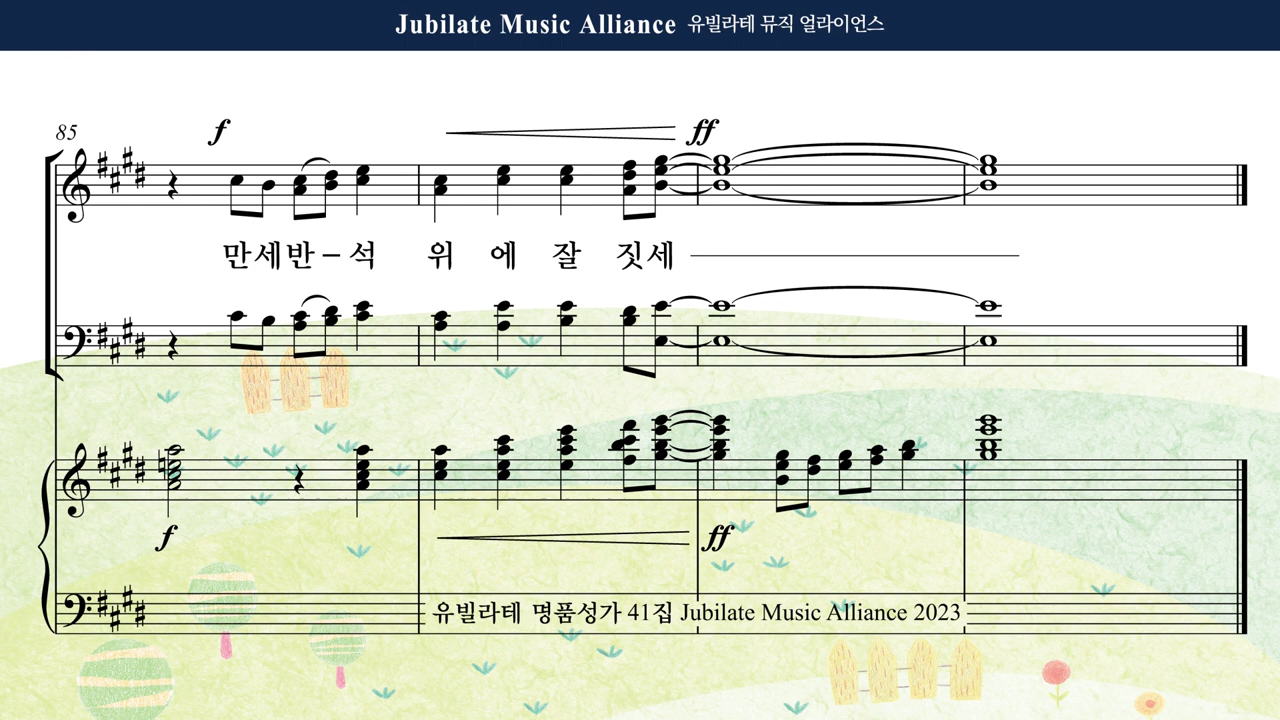 Jubilate Music Alliance 유빌라테 뮤직 얼라이언스
85
f
ff
만세반-석 위 에 잘 짓세
f
ff
유빌라테 명품성가 41집 Jubilate Music Alliance 2023